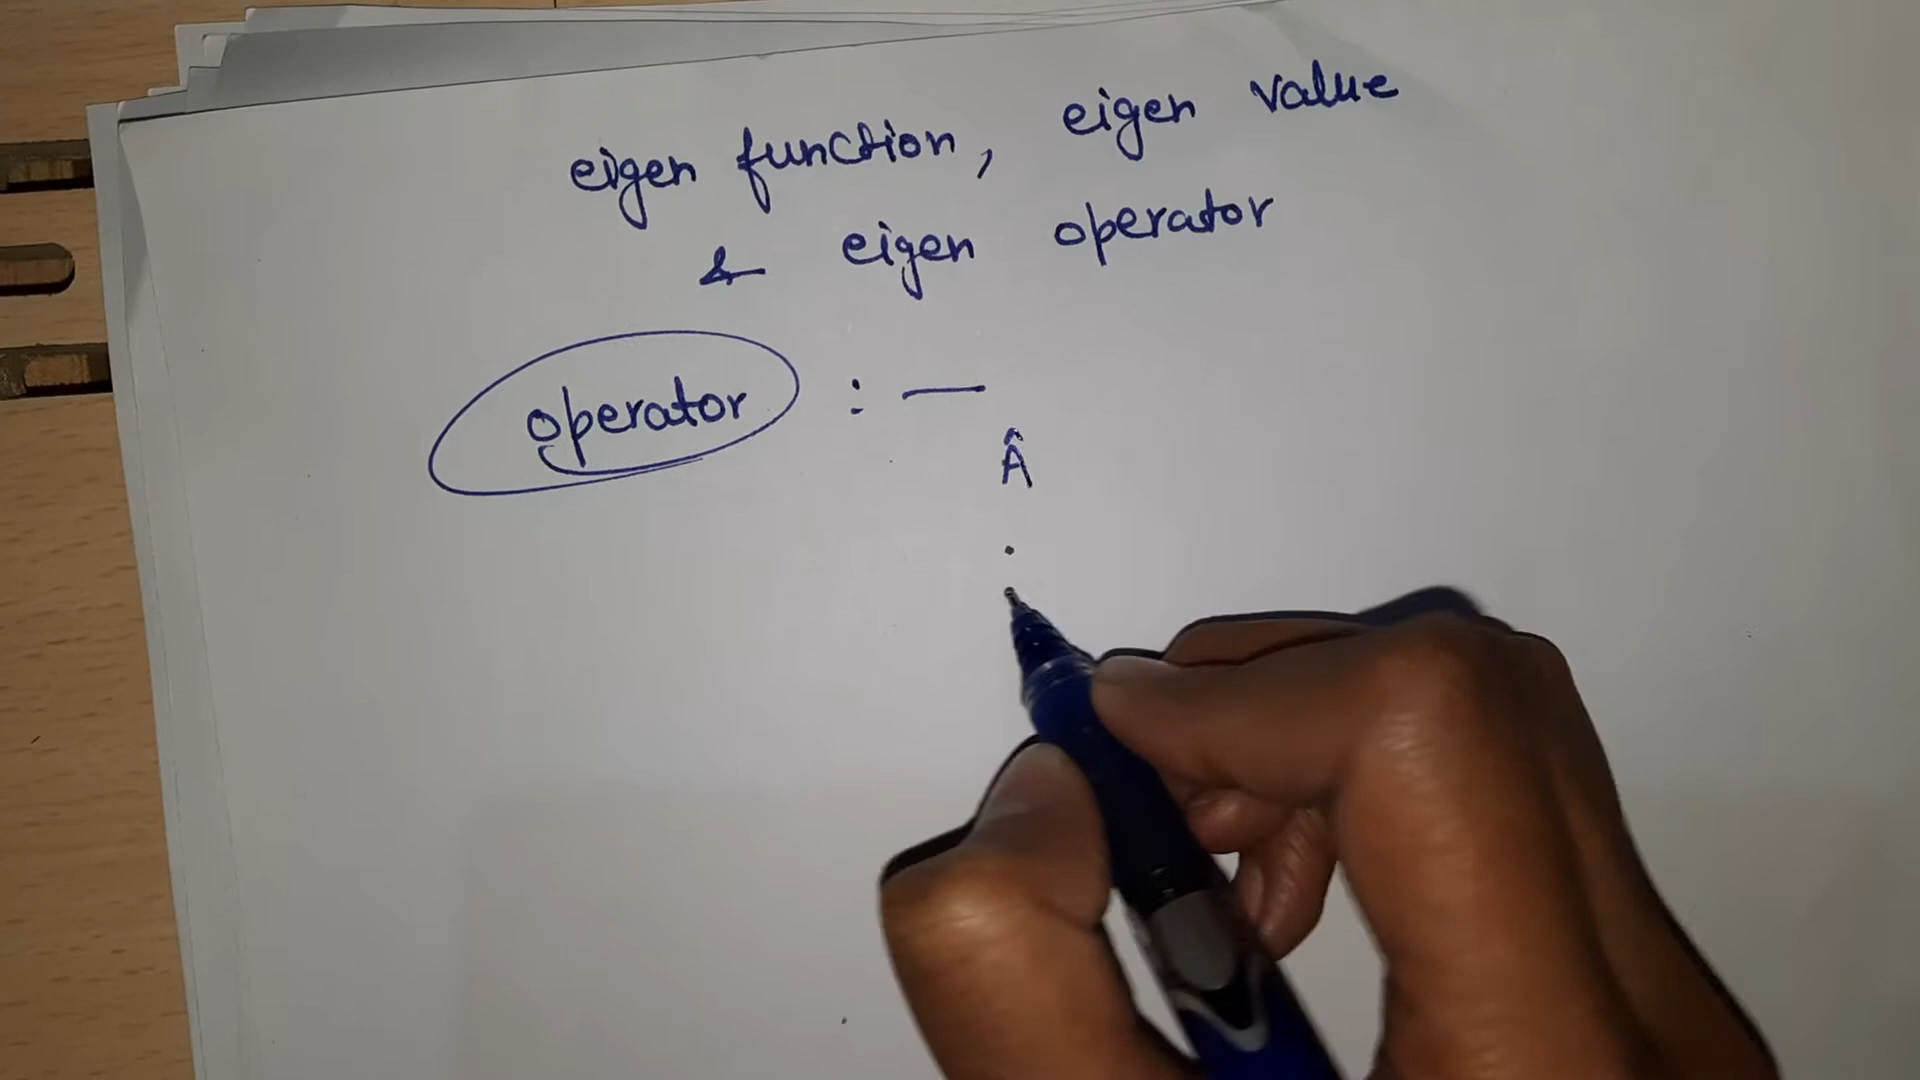 eigen function, eigen value
& eigen operator
operator : —
Â